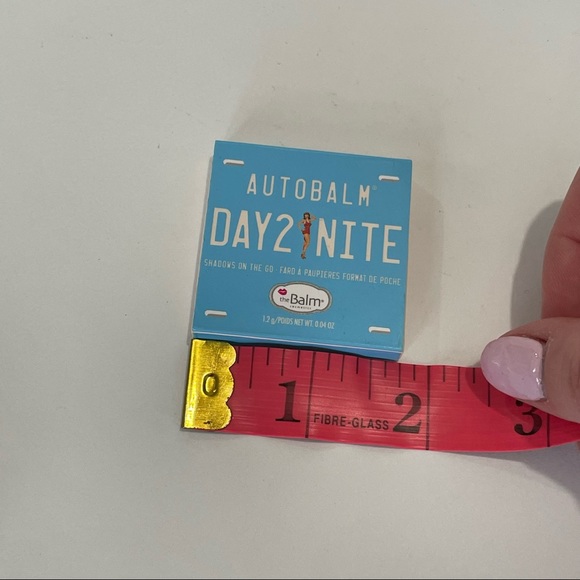 AUTOBALM®
DAY2NITE
SHADOWS ON THE GO · FARD À PAUPIÈRES FORMAT DE POCHE
theBalm®
cosmetics
1.2 g/POIDS NET WT. 0.04 OZ
0 1 FIBRE-GLASS 2 3